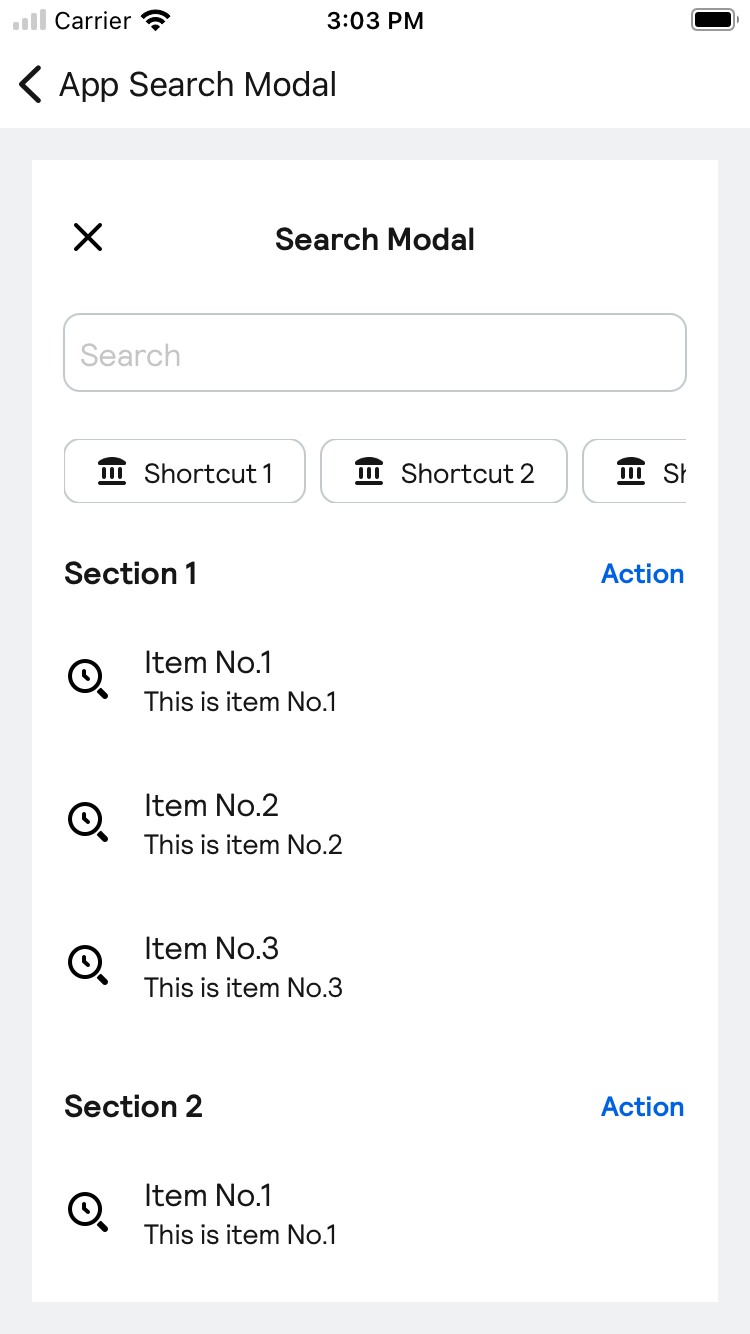 Carrier 3:03 PM
App Search Modal
Search Modal
Search
Shortcut 1 Shortcut 2
Section 1 Action
Item No.1
This is item No.1
Item No.2
This is item No.2
Item No.3
This is item No.3
Section 2 Action
Item No.1
This is item No.1